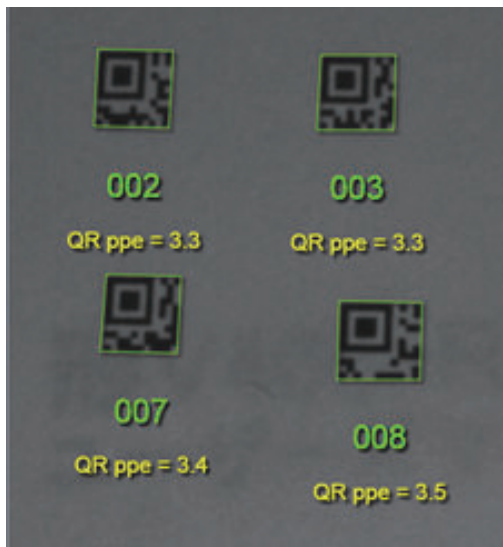 002
003
QR ppe = 3.3
QR ppe = 3.3
007
008
QR ppe = 3.4
QR ppe = 3.5